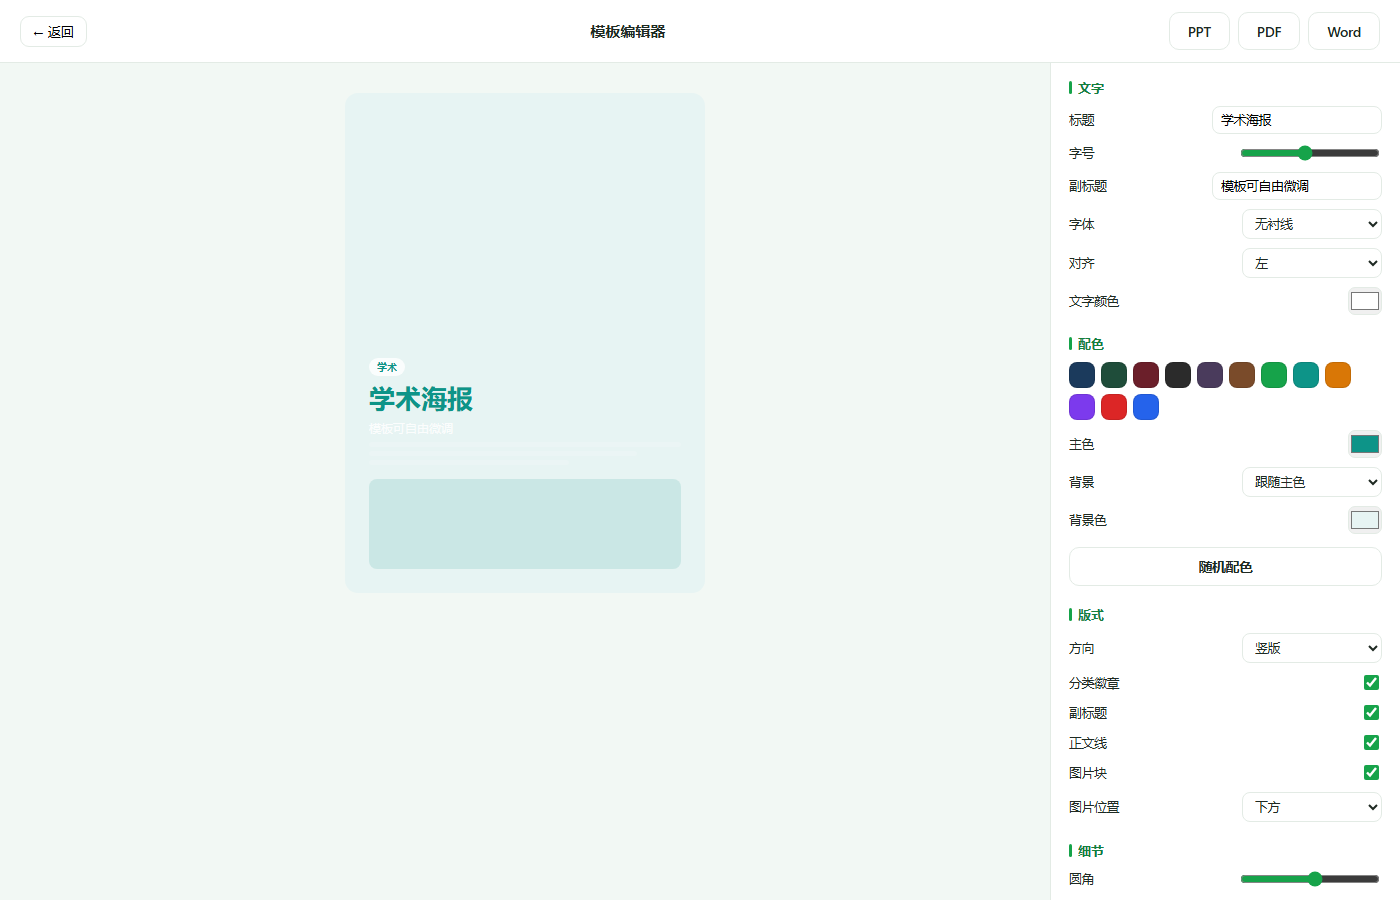 ← 返回
模板编辑器
PPT
PDF
Word
学术
学术海报
模板可自由微调
文字
标题
学术海报
字号
副标题
模板可自由微调
字体
无衬线
对齐
左
文字颜色
配色
主色
背景
跟随主色
背景色
随机配色
版式
方向
竖版
分类徽章
副标题
正文线
图片块
图片位置
下方
细节
圆角